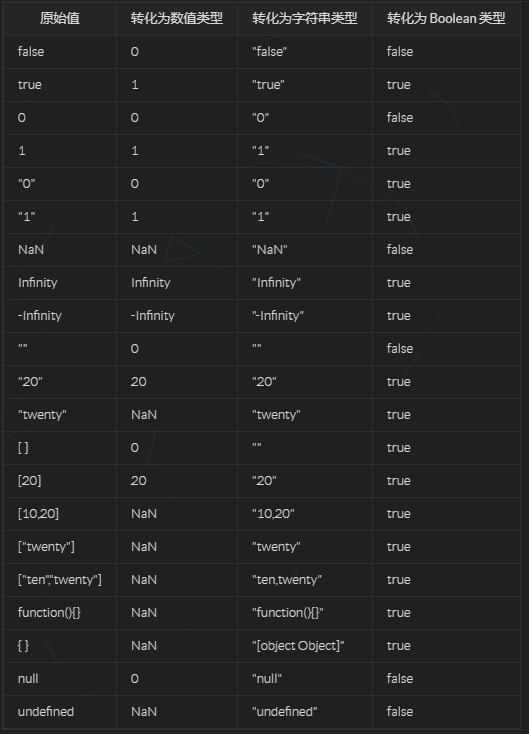 原始值 转化为数值类型 转化为字符串类型 转化为 Boolean 类型
false 0 "false" false
true 1 "true" true
0 0 "0" false
1 1 "1" true
"0" 0 "0" true
"1" 1 "1" true
NaN NaN "NaN" false
Infinity Infinity "Infinity" true
-Infinity -Infinity "-Infinity" true
"" 0 "" false
"20" 20 "20" true
"twenty" NaN "twenty" true
[ ] 0 "" true
[20] 20 "20" true
[10,20] NaN "10,20" true
["twenty"] NaN "twenty" true
["ten","twenty"] NaN "ten,twenty" true
function(){} NaN "function(){}" true
{ } NaN "[object Object]" true
null 0 "null" false
undefined NaN "undefined" false